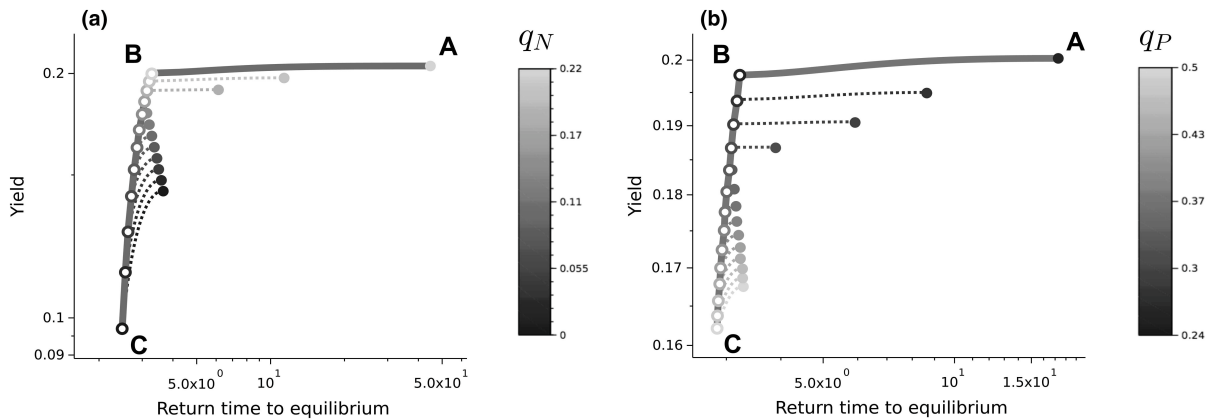 (a)
B
A
C
0.2
0.1
0.09
Yield
5.0x10⁰
10¹
5.0x10¹
Return time to equilibrium
q_N
0.22
0.17
0.11
0.055
0
(b)
B
A
C
0.2
0.19
0.18
0.17
0.16
Yield
5.0x10⁰
10¹
1.5x10¹
Return time to equilibrium
q_P
0.5
0.43
0.37
0.3
0.24